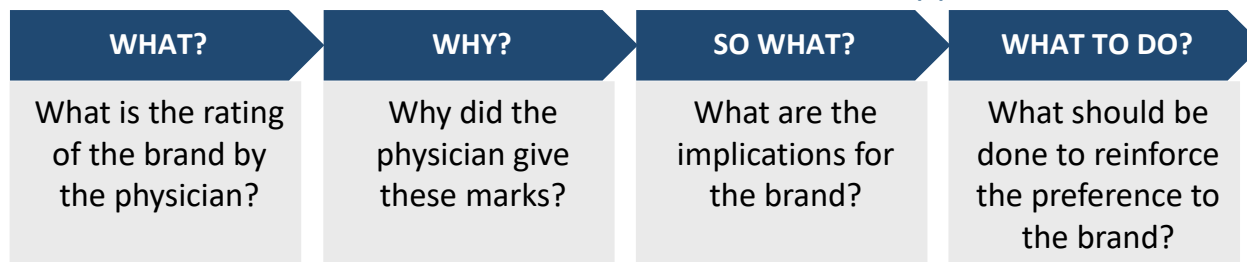 WHAT?
What is the rating
of the brand by
the physician?
WHY?
Why did the
physician give
these marks?
SO WHAT?
What are the
implications for
the brand?
WHAT TO DO?
What should be
done to reinforce
the preference to
the brand?